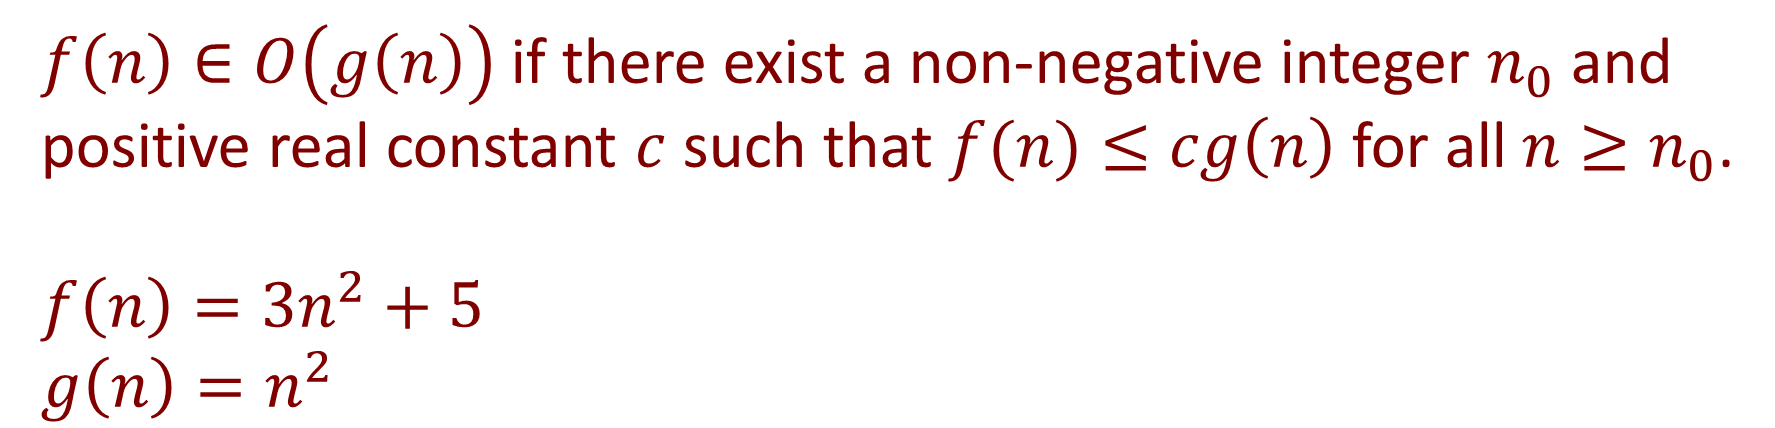 f(n) ∈ O(g(n)) if there exist a non-negative integer n₀ and
positive real constant c such that f(n) ≤ cg(n) for all n ≥ n₀.
f(n) = 3n² + 5
g(n) = n²